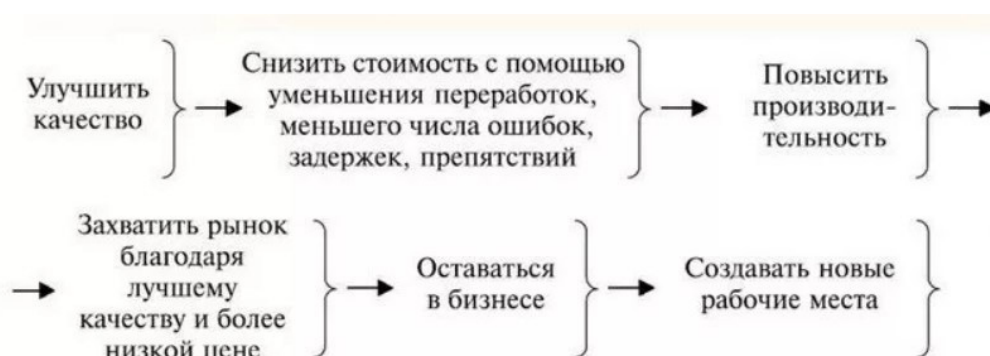 Улучшить
качество
Снизить стоимость с помощью
уменьшения переработок,
меньшего числа ошибок,
задержек, препятствий
Повысить
производи-
тельность
Захватить рынок
благодаря
лучшему
качеству и более
низкой цене
Оставаться
в бизнесе
Создавать новые
рабочие места